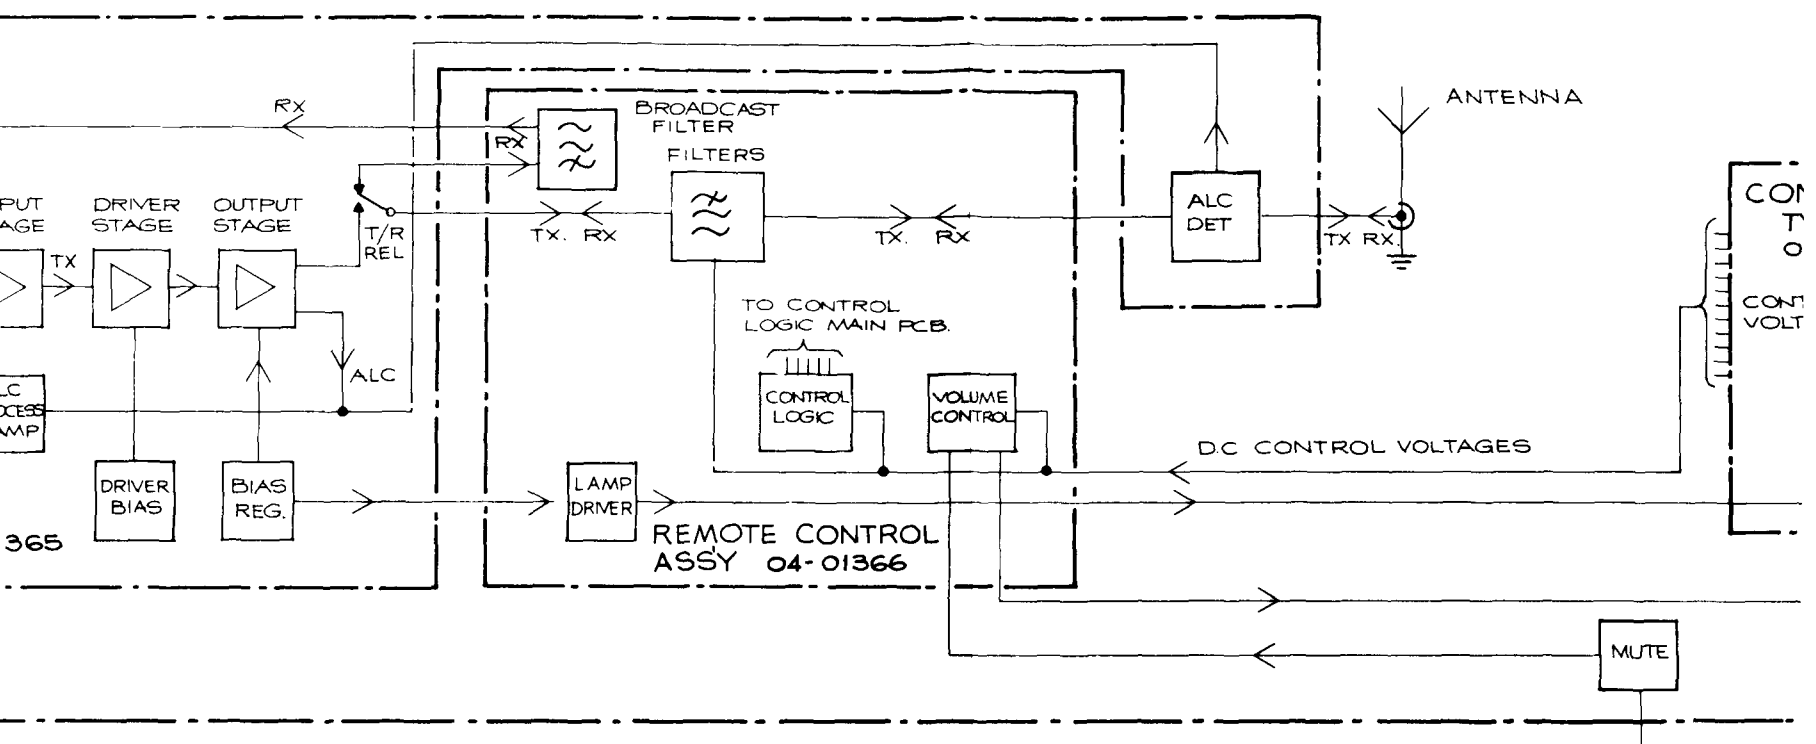 RX
BROADCAST
FILTER
ANTENNA
RX
FILTERS
DRIVER
STAGE
OUTPUT
STAGE
T/R
REL
TX
TX. RX
TX. RX
ALC
DET
TX RX.
TO CONTROL
LOGIC MAIN PCB.
ALC
CONTROL
LOGIC
VOLUME
CONTROL
D.C CONTROL VOLTAGES
DRIVER
BIAS
BIAS
REG.
LAMP
DRIVER
REMOTE CONTROL
ASS'Y 04-01366
365
MUTE